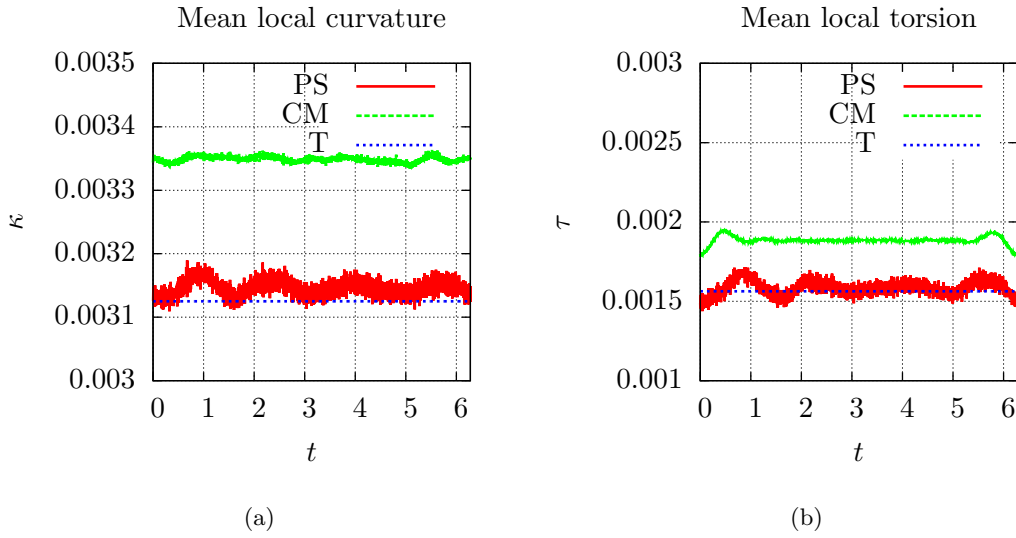 Mean local curvature
0.0035
0.0034
0.0033
0.0032
0.0031
0.003
κ
PS
CM
T
0 1 2 3 4 5 6
t
(a)
Mean local torsion
0.003
0.0025
0.002
0.0015
0.001
τ
PS
CM
T
0 1 2 3 4 5 6
t
(b)